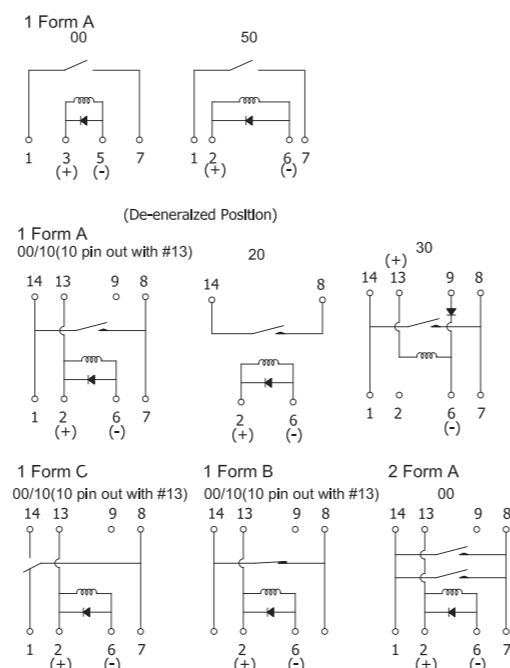 1 Form A
00 50
1 3 5 7 1 2 6 7
(+) (-) (+) (-)
(De-eneralzed Position)
1 Form A
00/10(10 pin out with #13) 20 30
(+)
14 13 9 8 14 8 14 13 9 8
1 2 6 7 2 6 1 2 6 7
(+) (-) (+) (-) (-)
1 Form C 1 Form B 2 Form A
00/10(10 pin out with #13) 00/10(10 pin out with #13) 00
14 13 9 8 14 13 9 8 14 13 9 8
1 2 6 7 1 2 6 7 1 2 6 7
(+) (-) (+) (-) (+) (-)